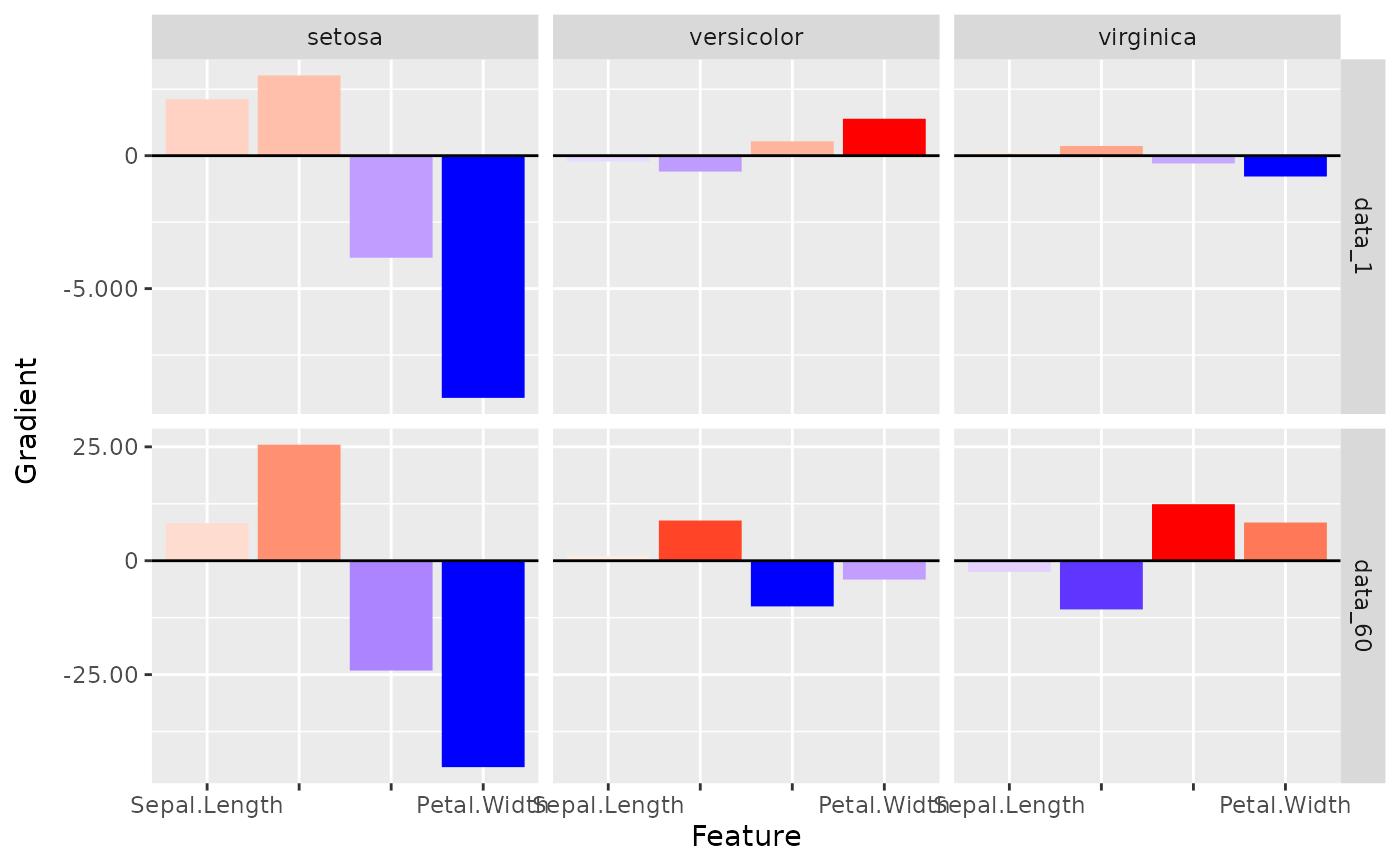 setosa
versicolor
virginica
0
-5.000
data_1
Gradient
25.00
0
-25.00
data_60
Sepal.Length
Petal.Width
Sepal.Length
Petal.Width
Sepal.Length
Petal.Width
Feature